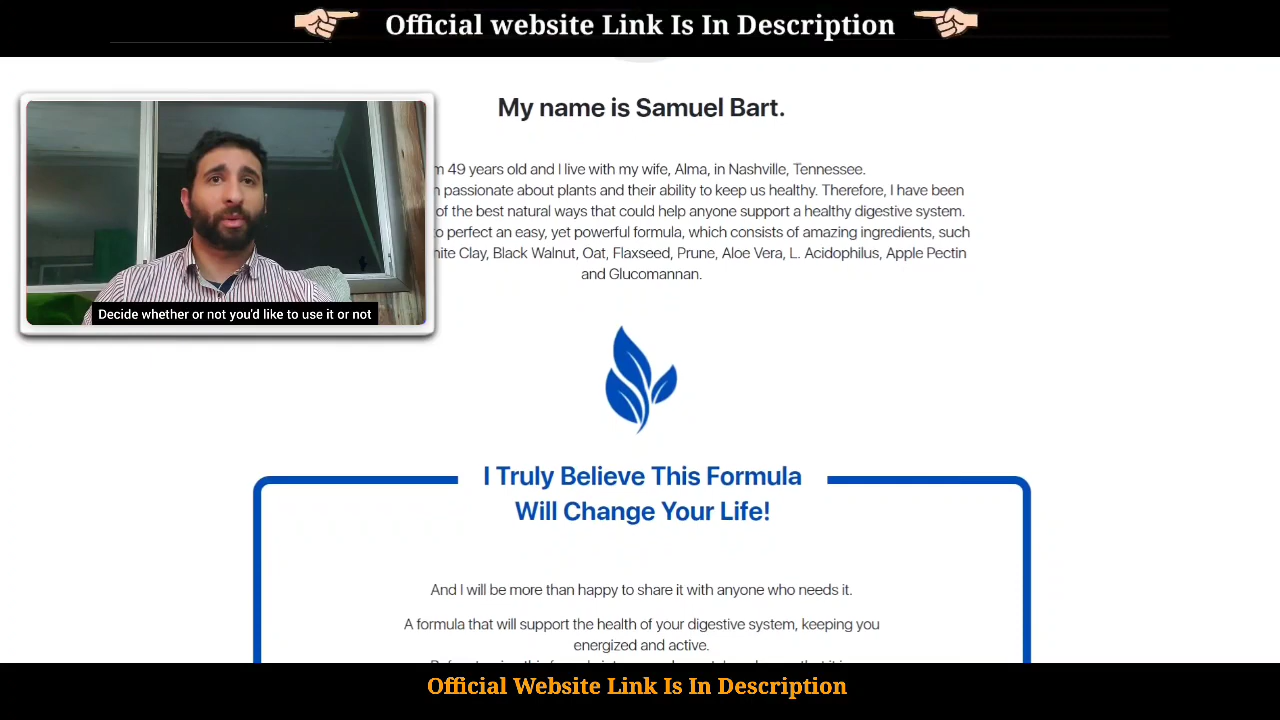 Official website Link Is In Description
My name is Samuel Bart.
49 years old and I live with my wife, Alma, in Nashville, Tennessee.
passionate about plants and their ability to keep us healthy. Therefore, I have been
of the best natural ways that could help anyone support a healthy digestive system.
perfect an easy, yet powerful formula, which consists of amazing ingredients, such
Clay, Black Walnut, Oat, Flaxseed, Prune, Aloe Vera, L. Acidophilus, Apple Pectin
and Glucomannan.
Decide whether or not you'd like to use it or not
I Truly Believe This Formula
Will Change Your Life!
And I will be more than happy to share it with anyone who needs it.
A formula that will support the health of your digestive system, keeping you
energized and active.
Official Website Link Is In Description